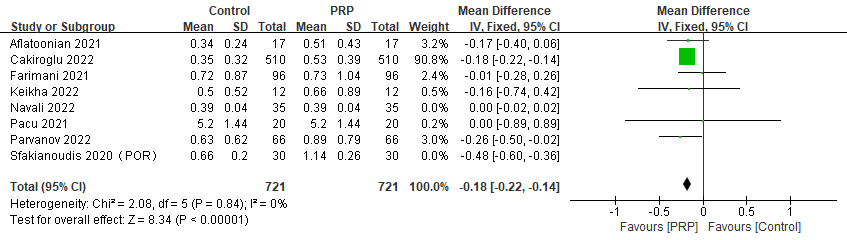 Control PRP Mean Difference Mean Difference
Study or Subgroup Mean SD Total Mean SD Total Weight IV, Fixed, 95% CI IV, Fixed, 95% CI
Aflatoonian 2021 0.34 0.24 17 0.51 0.43 17 3.2% -0.17 [-0.40, 0.06]
Cakiroglu 2022 0.35 0.32 510 0.53 0.39 510 90.8% -0.18 [-0.22, -0.14]
Farimani 2021 0.72 0.87 96 0.73 1.04 96 2.2% -0.01 [-0.28, 0.26]
Keikha 2022 0.5 0.52 12 0.66 0.89 12 0.5% -0.16 [-0.74, 0.42]
Navali 2022 0.39 0.04 35 0.39 0.04 35 0.0% 0.00 [-0.02, 0.02]
Pacu 2021 5.2 1.44 20 5.2 1.44 20 0.2% 0.00 [-0.89, 0.89]
Parvanov 2022 0.63 0.62 66 0.89 0.79 66 3.0% -0.26 [-0.50, -0.02]
Sfakianoudis 2020 (POR) 0.66 0.2 30 1.14 0.26 30 0.0% -0.48 [-0.60, -0.36]
Total (95% CI) 721 721 100.0% -0.18 [-0.22, -0.14]
Heterogeneity: Chi² = 2.08, df = 5 (P = 0.84); I² = 0%
Test for overall effect: Z = 8.34 (P < 0.00001)
-1 -0.5 0 0.5 1
Favours [PRP] Favours [Control]